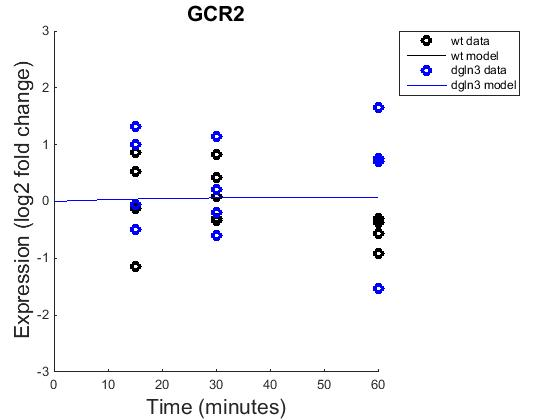 GCR2
wt data
wt model
dgln3 data
dgln3 model
Expression (log2 fold change)
3
2
1
0
-1
-2
-3
0 10 20 30 40 50 60
Time (minutes)